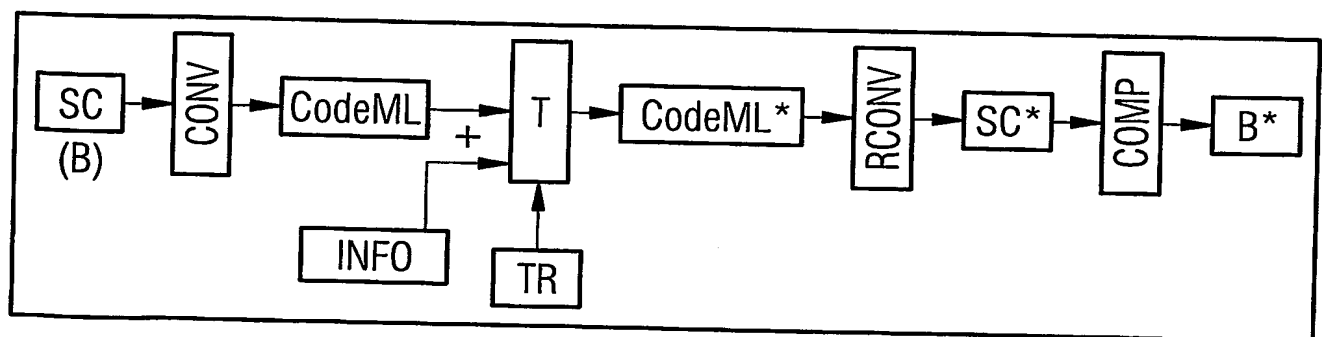 SC
(B)
CONV
CodeML
+
INFO
T
TR
CodeML*
RCONV
SC*
COMP
B*